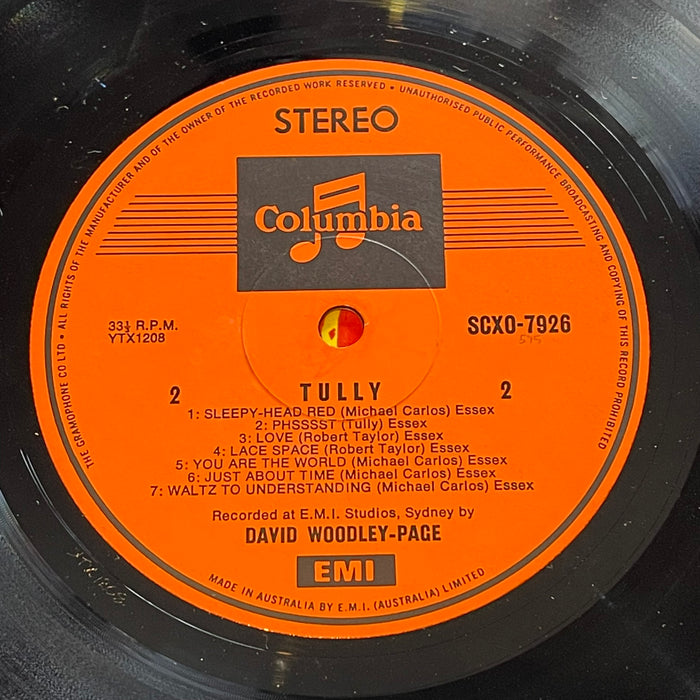 ALL RIGHTS OF THE MANUFACTURER AND OF THE OWNER OF THE RECORDED WORK RESERVED • UNAUTHORISED PUBLIC PERFORMANCE BROADCASTING AND COPYING OF THIS RECORD PROHIBITED
THE GRAMOPHONE CO LTD •
STEREO
Columbia
33⅓ R.P.M.
YTX1208
SCXO-7926
575
2 TULLY 2
1: SLEEPY-HEAD RED (Michael Carlos) Essex
2: PHSSSST (Tully) Essex
3: LOVE (Robert Taylor) Essex
4: LACE SPACE (Robert Taylor) Essex
5: YOU ARE THE WORLD (Michael Carlos) Essex
6: JUST ABOUT TIME (Michael Carlos) Essex
7: WALTZ TO UNDERSTANDING (Michael Carlos) Essex
Recorded at E.M.I. Studios, Sydney by
DAVID WOODLEY-PAGE
EMI
MADE IN AUSTRALIA BY E.M.I. (AUSTRALIA) LIMITED